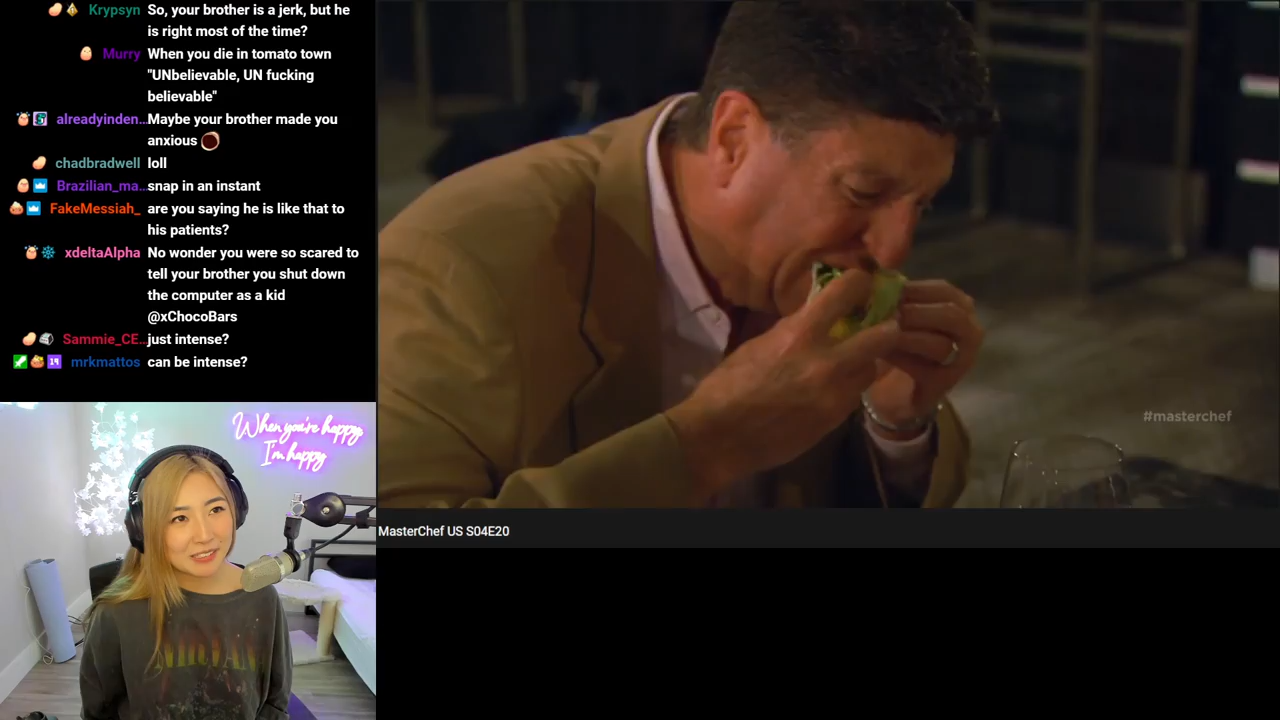 Krypsyn So, your brother is a jerk, but he
is right most of the time?
Murry When you die in tomato town
"UNbelievable, UN fucking
believable"
alreadyinden… Maybe your brother made you
anxious
chadbradwell loll
Brazilian_ma… snap in an instant
FakeMessiah_ are you saying he is like that to
his patients?
xdeltaAlpha No wonder you were so scared to
tell your brother you shut down
the computer as a kid
@xChocoBars
Sammie_CE… just intense?
19 mrkmattos can be intense?
#masterchef
MasterChef US S04E20
When you're happy
I'm happy
NIRVAN